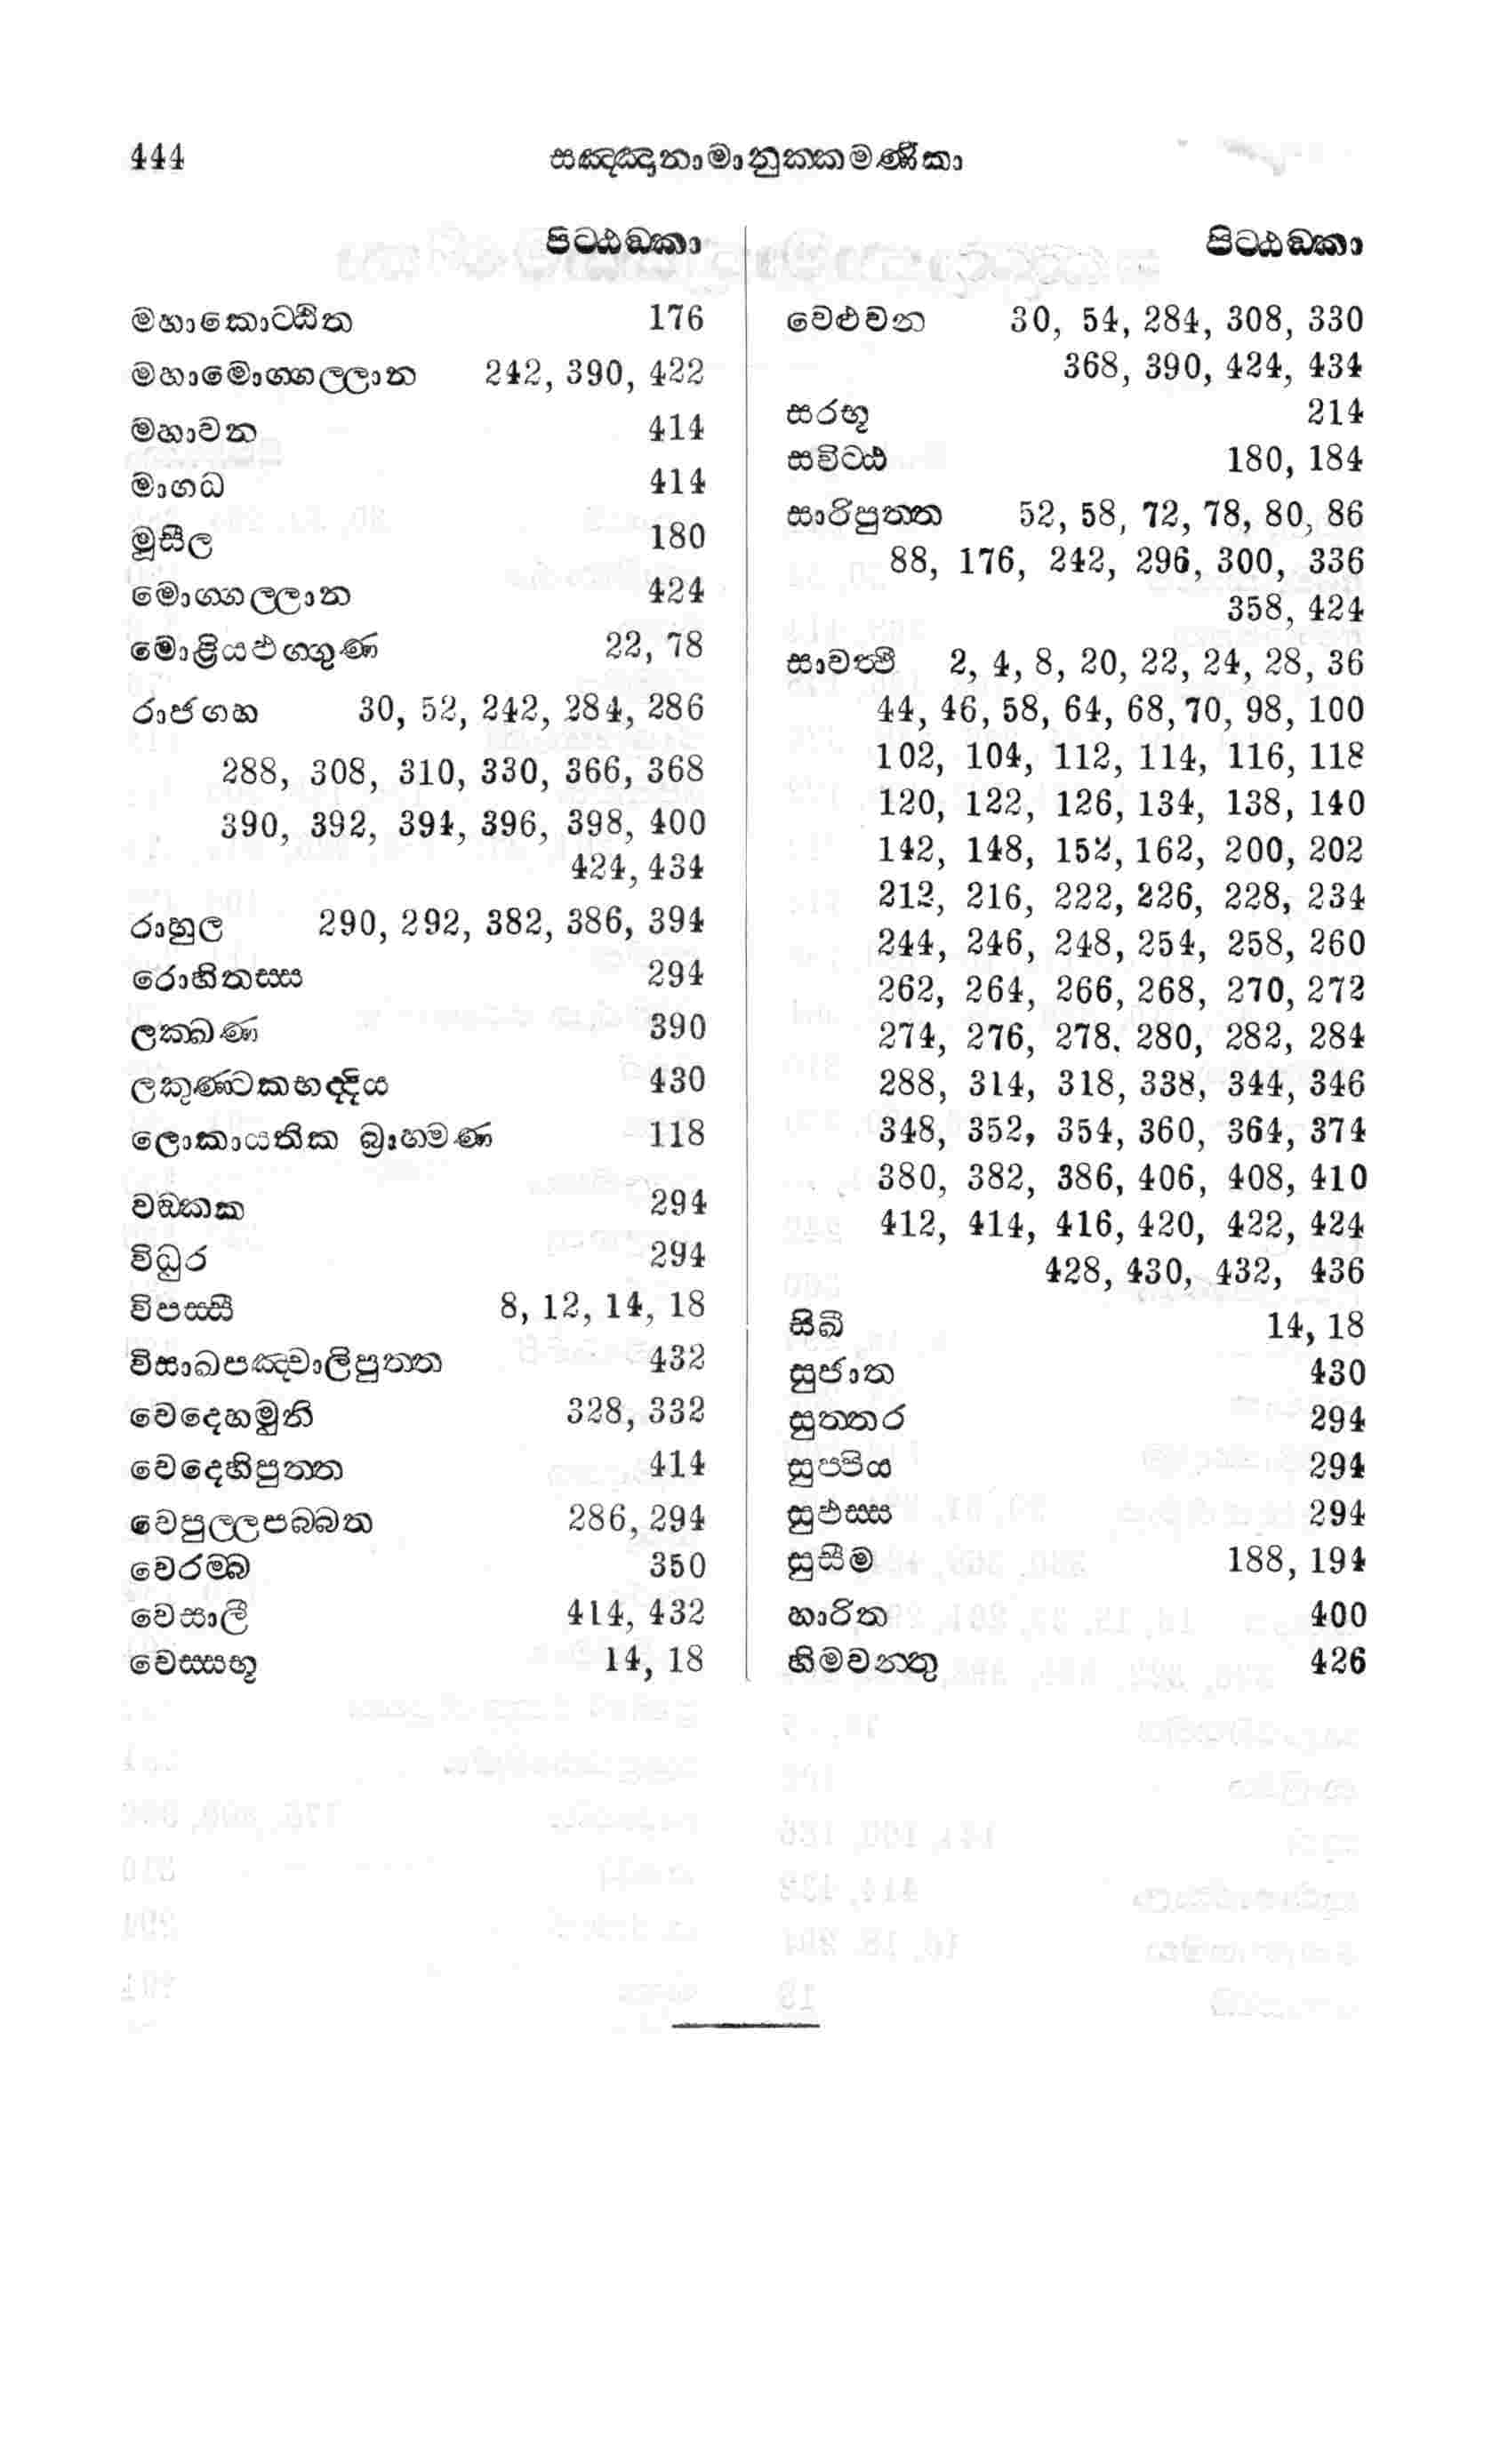 444 සඤ්ඤානාමානුක්කමණිකා
පිට්ඨඞ්කා
මහාකොට්ඨිත 176
මහාමොග්ගල්ලාන 242, 390, 422
මහාවන 414
මාගධ 414
මූසීල 180
මොග්ගල්ලාන 424
මොළියඵග්ගුණ 22, 78
රාජගහ 30, 52, 242, 284, 286
288, 308, 310, 330, 366, 368
390, 392, 394, 396, 398, 400
424, 434
රාහුල 290, 292, 382, 386, 394
රොහිතස්ස 294
ලක්ඛණ 390
ලකුණ්ටකභද්දිය 430
ලොකායතික බ්‍රාහ්මණ 118
වඞ්කක 294
විධුර 294
විපස්සී 8, 12, 14, 18
විසාඛපඤ්චාලිපුත්ත 432
වෙදෙහමුනි 328, 332
වෙදෙහිපුත්ත 414
වෙපුල්ලපබ්බත 286, 294
වෙරම්බ 350
වෙසාලී 414, 432
වෙස්සභූ 14, 18
පිට්ඨඞ්කා
වෙළුවන 30, 54, 284, 308, 330
368, 390, 424, 434
සරභූ 214
සවිට්ඨ 180, 184
සාරිපුත්ත 52, 58, 72, 78, 80, 86
88, 176, 242, 296, 300, 336
358, 424
සාවත්ථි 2, 4, 8, 20, 22, 24, 28, 36
44, 46, 58, 64, 68, 70, 98, 100
102, 104, 112, 114, 116, 118
120, 122, 126, 134, 138, 140
142, 148, 152, 162, 200, 202
212, 216, 222, 226, 228, 234
244, 246, 248, 254, 258, 260
262, 264, 266, 268, 270, 272
274, 276, 278. 280, 282, 284
288, 314, 318, 338, 344, 346
348, 352, 354, 360, 364, 374
380, 382, 386, 406, 408, 410
412, 414, 416, 420, 422, 424
428, 430, 432, 436
සිඛී 14, 18
සුජාත 430
සුත්තර 294
සුප්පිය 294
සුඵස්ස 294
සුසීම 188, 194
හාරිත 400
හිමවන්තු 426